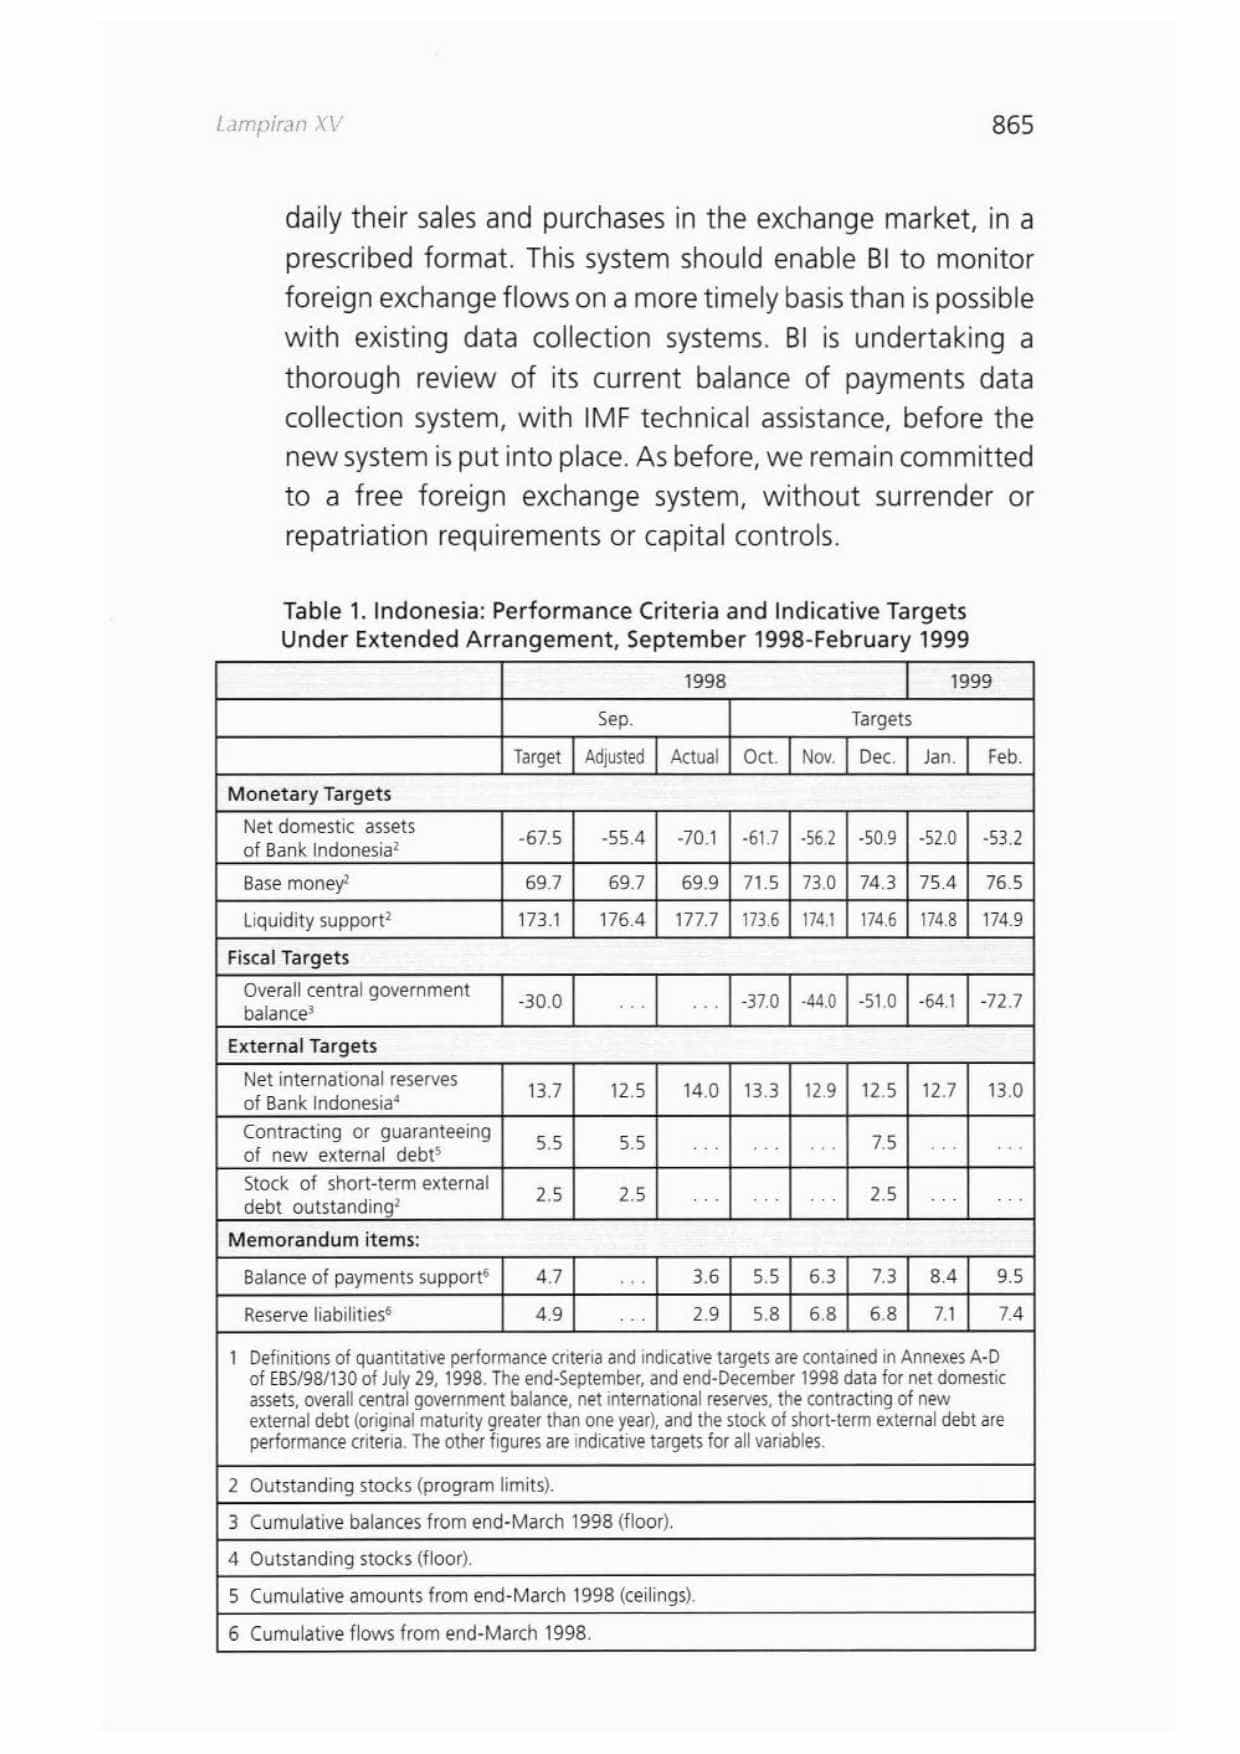 Lampiran XV 865
daily their sales and purchases in the exchange market, in a
prescribed format. This system should enable BI to monitor
foreign exchange flows on a more timely basis than is possible
with existing data collection systems. BI is undertaking a
thorough review of its current balance of payments data
collection system, with IMF technical assistance, before the
new system is put into place. As before, we remain committed
to a free foreign exchange system, without surrender or
repatriation requirements or capital controls.
Table 1. Indonesia: Performance Criteria and Indicative Targets
Under Extended Arrangement, September 1998-February 1999
1998 1999
Sep. Targets
Target Adjusted Actual Oct. Nov. Dec. Jan. Feb.
Monetary Targets
Net domestic assets
of Bank Indonesia² -67.5 -55.4 -70.1 -61.7 -56.2 -50.9 -52.0 -53.2
Base money² 69.7 69.7 69.9 71.5 73.0 74.3 75.4 76.5
Liquidity support² 173.1 176.4 177.7 173.6 174.1 174.6 174.8 174.9
Fiscal Targets
Overall central government
balance³ -30.0 ... ... -37.0 -44.0 -51.0 -64.1 -72.7
External Targets
Net international reserves
of Bank Indonesia⁴ 13.7 12.5 14.0 13.3 12.9 12.5 12.7 13.0
Contracting or guaranteeing
of new external debt⁵ 5.5 5.5 ... ... ... 7.5 ... ...
Stock of short-term external
debt outstanding² 2.5 2.5 ... ... ... 2.5 ... ...
Memorandum items:
Balance of payments support⁶ 4.7 ... 3.6 5.5 6.3 7.3 8.4 9.5
Reserve liabilities⁶ 4.9 ... 2.9 5.8 6.8 6.8 7.1 7.4
1 Definitions of quantitative performance criteria and indicative targets are contained in Annexes A-D
of EBS/98/130 of July 29, 1998. The end-September, and end-December 1998 data for net domestic
assets, overall central government balance, net international reserves, the contracting of new
external debt (original maturity greater than one year), and the stock of short-term external debt are
performance criteria. The other figures are indicative targets for all variables.
2 Outstanding stocks (program limits).
3 Cumulative balances from end-March 1998 (floor).
4 Outstanding stocks (floor).
5 Cumulative amounts from end-March 1998 (ceilings).
6 Cumulative flows from end-March 1998.